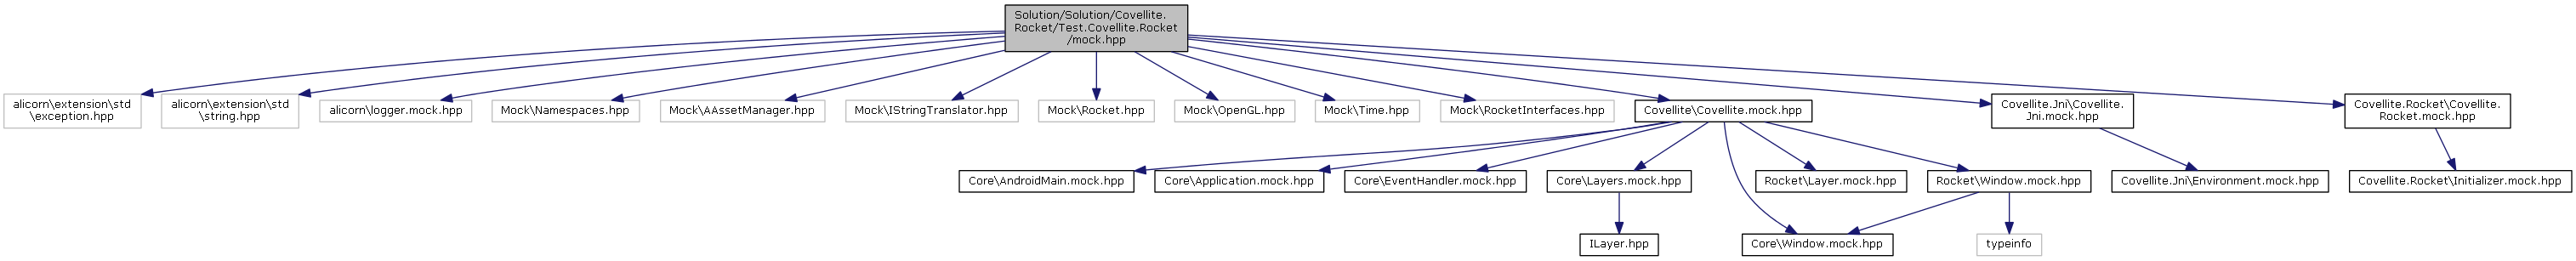 Solution/Solution/Covellite.
Rocket/Test.Covellite.Rocket
/mock.hpp
alicorn\extension\std
\exception.hpp
alicorn\extension\std
\string.hpp
alicorn\logger.mock.hpp
Mock\Namespaces.hpp
Mock\AAssetManager.hpp
Mock\IStringTranslator.hpp
Mock\Rocket.hpp
Mock\OpenGL.hpp
Mock\Time.hpp
Mock\RocketInterfaces.hpp
Covellite\Covellite.mock.hpp
Covellite.Jni\Covellite.
Jni.mock.hpp
Covellite.Rocket\Covellite.
Rocket.mock.hpp
Core\AndroidMain.mock.hpp
Core\Application.mock.hpp
Core\EventHandler.mock.hpp
Core\Layers.mock.hpp
Rocket\Layer.mock.hpp
Rocket\Window.mock.hpp
Covellite.Jni\Environment.mock.hpp
Covellite.Rocket\Initializer.mock.hpp
ILayer.hpp
Core\Window.mock.hpp
typeinfo